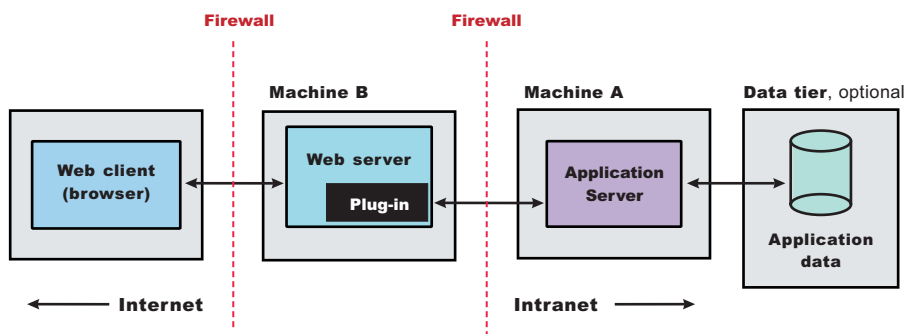 Firewall
Firewall
Machine B
Machine A
Data tier, optional
Web client
(browser)
Web server
Plug-in
Application
Server
Application
data
Internet
Intranet